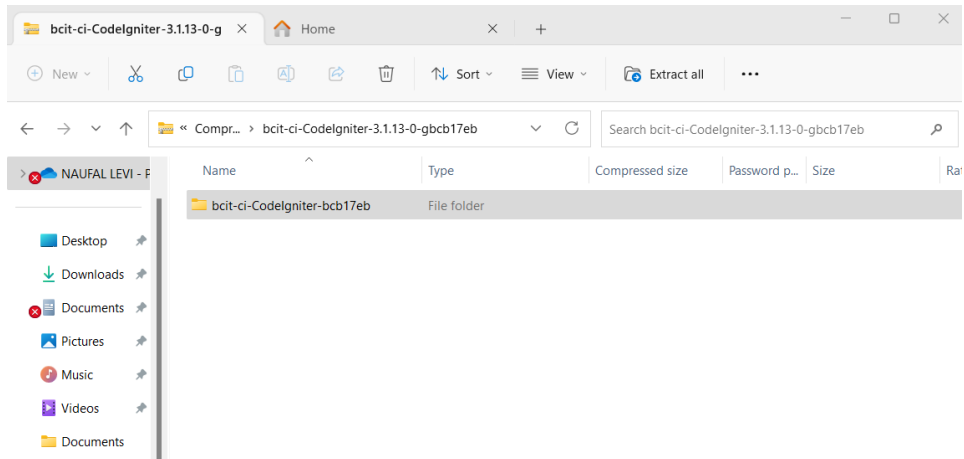 bcit-ci-CodeIgniter-3.1.13-0-g Home
New Sort View Extract all
« Compr... > bcit-ci-CodeIgniter-3.1.13-0-gbcb17eb Search bcit-ci-CodeIgniter-3.1.13-0-gbcb17eb
NAUFAL LEVI - P Name Type Compressed size Password p... Size Ra
bcit-ci-CodeIgniter-bcb17eb File folder
Desktop
Downloads
Documents
Pictures
Music
Videos
Documents